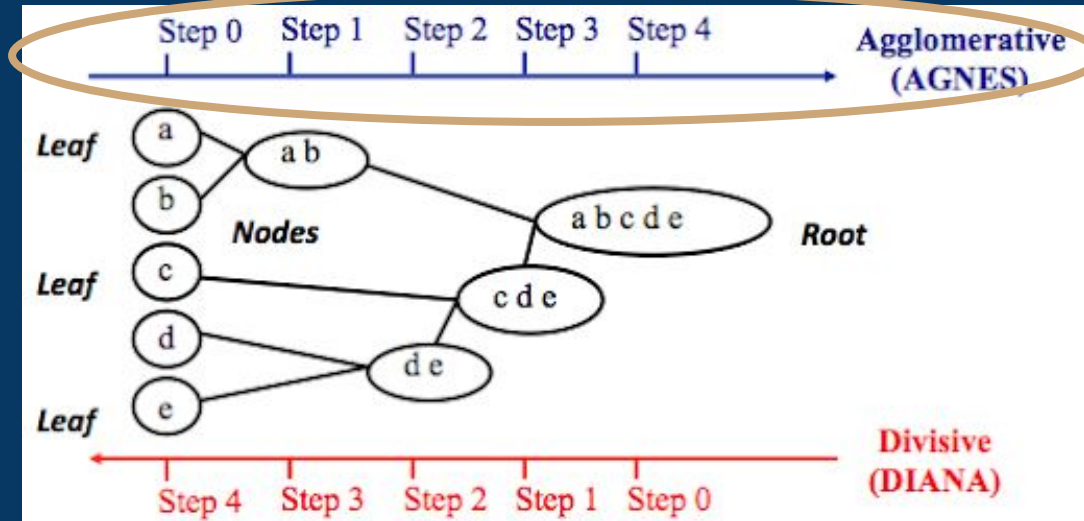 Step 0 Step 1 Step 2 Step 3 Step 4
Agglomerative
(AGNES)
Leaf
a
a b
b
Nodes
a b c d e
Root
Leaf
c
c d e
d
d e
Leaf
e
Divisive
(DIANA)
Step 4 Step 3 Step 2 Step 1 Step 0